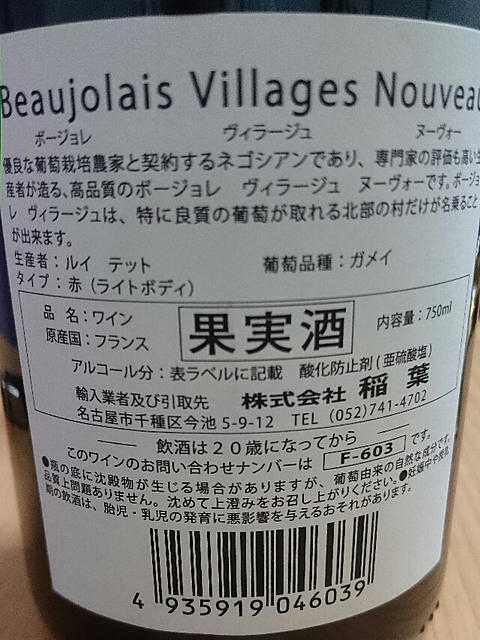 Beaujolais Villages Nouveau
ボージョレ ヴィラージュ ヌーヴォー
優良な葡萄栽培農家と契約するネゴシアンであり、専門家の評価も高い生
産者が造る、高品質のボージョレ ヴィラージュ ヌーヴォーです。ボージョ
レ ヴィラージュは、特に良質の葡萄が取れる北部の村だけが名乗ること
が出来ます。
生産者：ルイ テット 葡萄品種：ガメイ
タイプ：赤（ライトボディ）
品 名：ワイン 果実酒 内容量：750ml
原産国：フランス
アルコール分：表ラベルに記載 酸化防止剤(亜硫酸塩)
輸入業者及び引取先 株式会社 稲葉
名古屋市千種区今池 5-9-12 TEL (052)741-4702
飲酒は20歳になってから
このワインのお問い合わせナンバーは F-603 です。
●瓶の底に沈殿物が生じる場合がありますが、葡萄由来の自然な成分です。
品質上問題ありません。沈めて上澄みをお召し上がりください。●妊娠中や授乳
期の飲酒は、胎児・乳児の発育に悪影響を与えるおそれがあります。
4 935919 046039